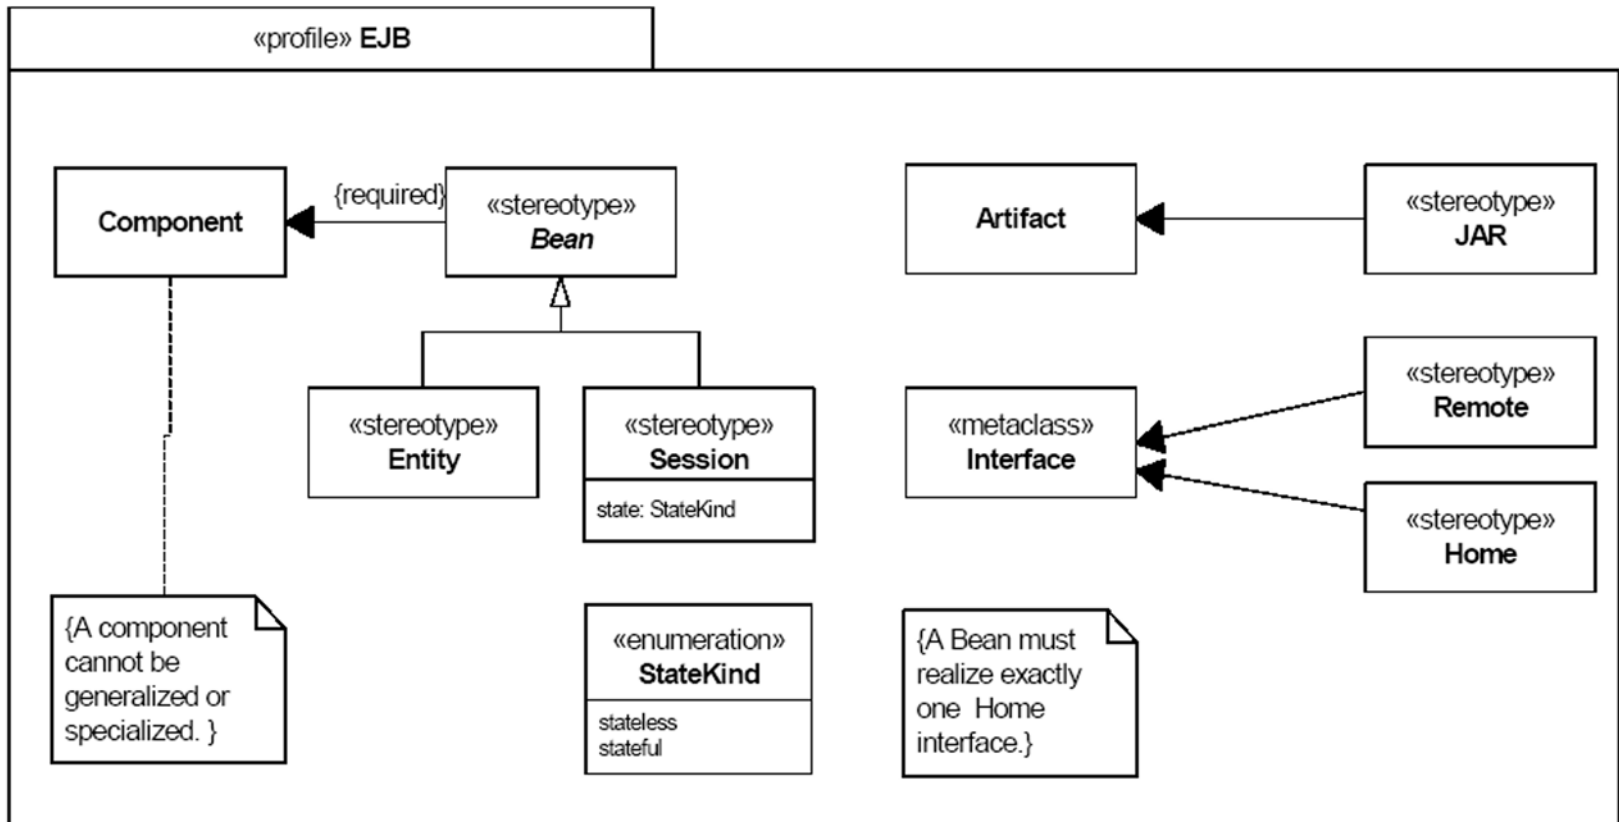 «profile» EJB
Component
{required}
«stereotype»
Bean
Artifact
«stereotype»
JAR
«stereotype»
Entity
«stereotype»
Session
state: StateKind
«metaclass»
Interface
«stereotype»
Remote
«stereotype»
Home
{A component
cannot be
generalized or
specialized. }
«enumeration»
StateKind
stateless
stateful
{A Bean must
realize exactly
one Home
interface.}